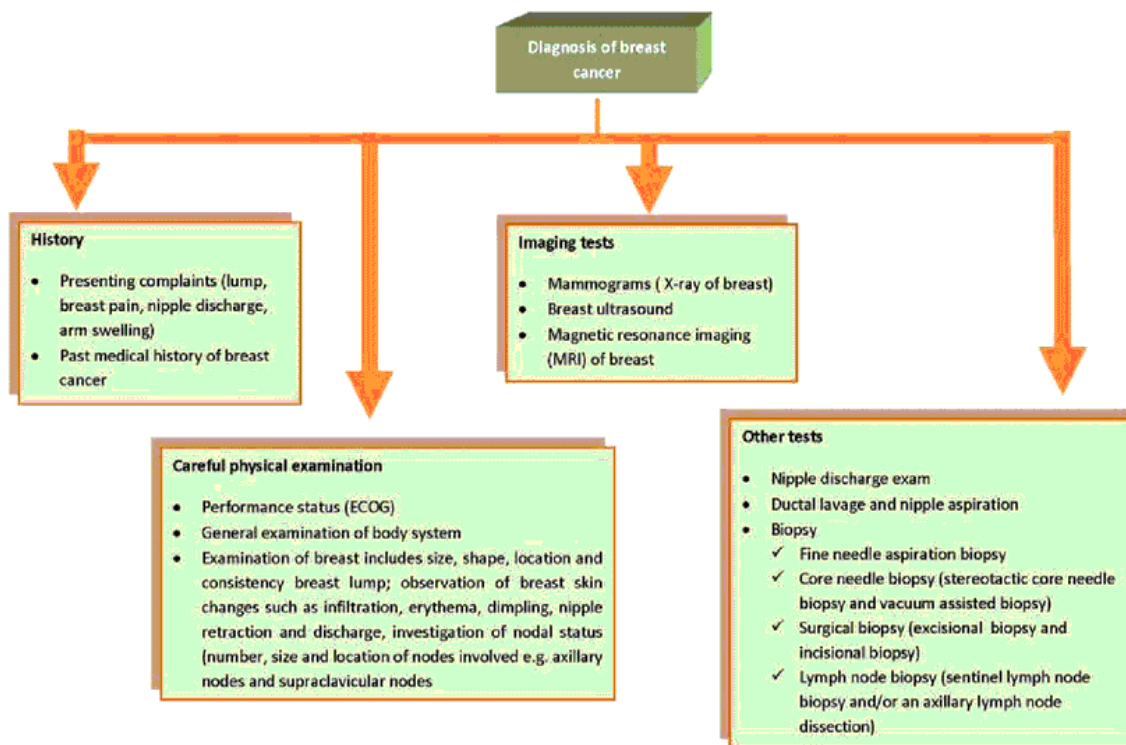 Diagnosis of breast
cancer
History
• Presenting complaints (lump,
breast pain, nipple discharge,
arm swelling)
• Past medical history of breast
cancer
Careful physical examination
• Performance status (ECOG)
• General examination of body system
• Examination of breast includes size, shape, location and
consistency breast lump; observation of breast skin
changes such as infiltration, erythema, dimpling, nipple
retraction and discharge, investigation of nodal status
(number, size and location of nodes involved e.g. axillary
nodes and supraclavicular nodes
Imaging tests
• Mammograms ( X-ray of breast)
• Breast ultrasound
• Magnetic resonance imaging
(MRI) of breast
Other tests
• Nipple discharge exam
• Ductal lavage and nipple aspiration
• Biopsy
✓ Fine needle aspiration biopsy
✓ Core needle biopsy (stereotactic core needle
biopsy and vacuum assisted biopsy)
✓ Surgical biopsy (excisional biopsy and
incisional biopsy)
✓ Lymph node biopsy (sentinel lymph node
biopsy and/or an axillary lymph node
dissection)